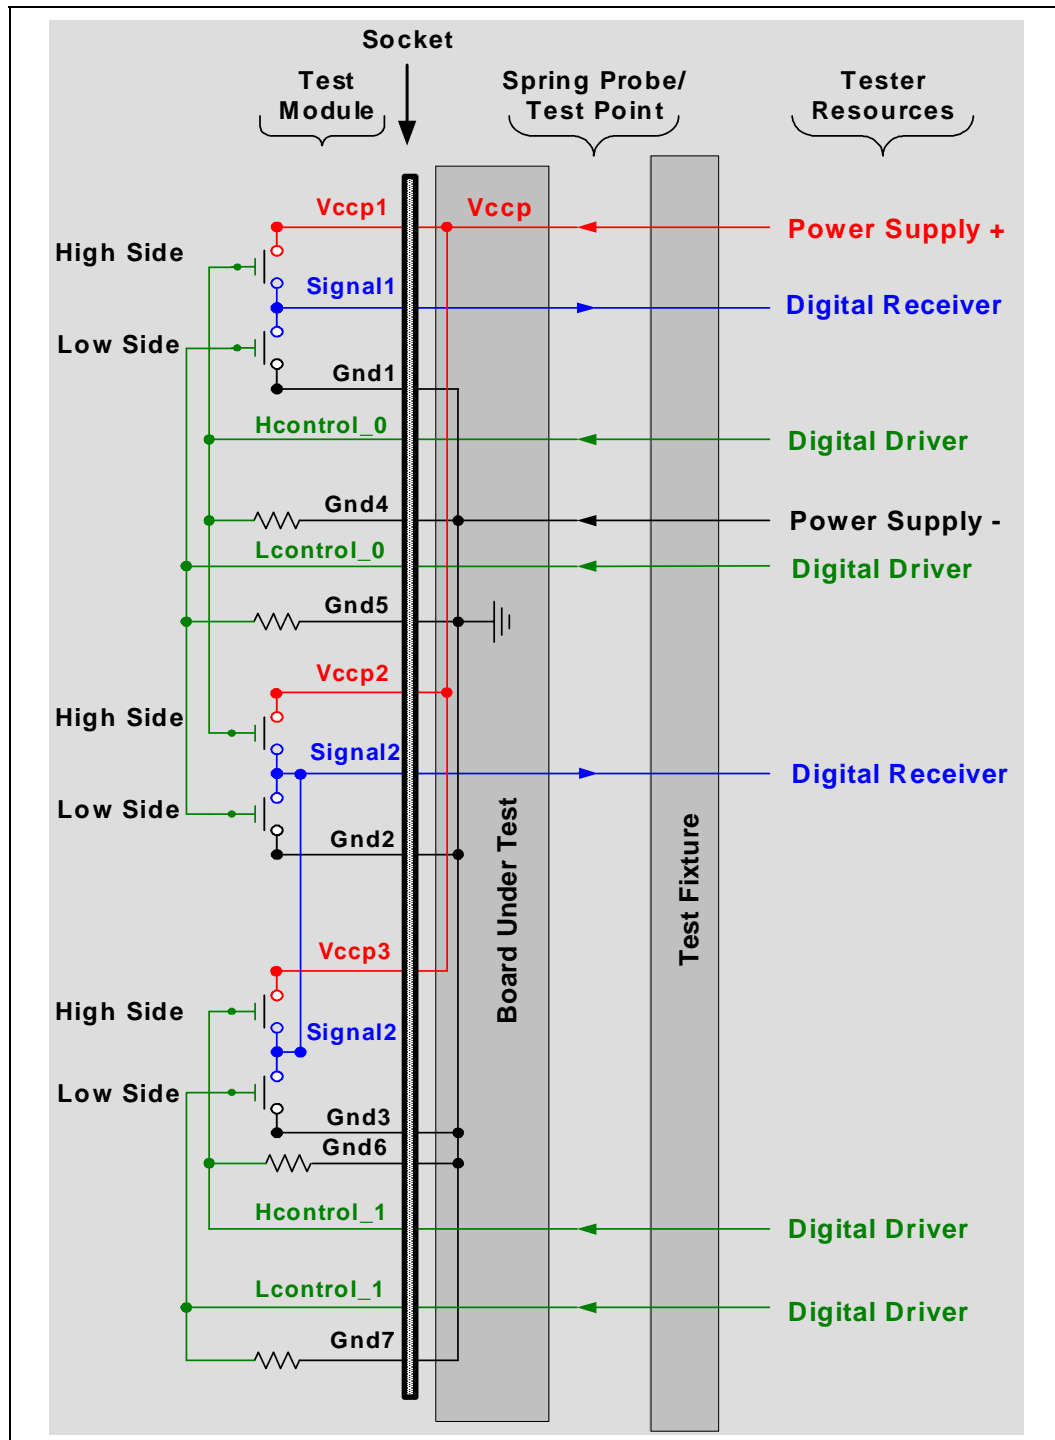 Socket
Test
Module
Spring Probe/
Test Point
Tester
Resources
Vccp1
Vccp
Power Supply +
High Side
Signal1
Digital Receiver
Low Side
Gnd1
Hcontrol_0
Digital Driver
Gnd4
Power Supply -
Lcontrol_0
Digital Driver
Gnd5
Vccp2
High Side
Signal2
Digital Receiver
Low Side
Gnd2
Board Under Test
Test Fixture
Vccp3
High Side
Signal2
Low Side
Gnd3
Gnd6
Hcontrol_1
Digital Driver
Lcontrol_1
Digital Driver
Gnd7